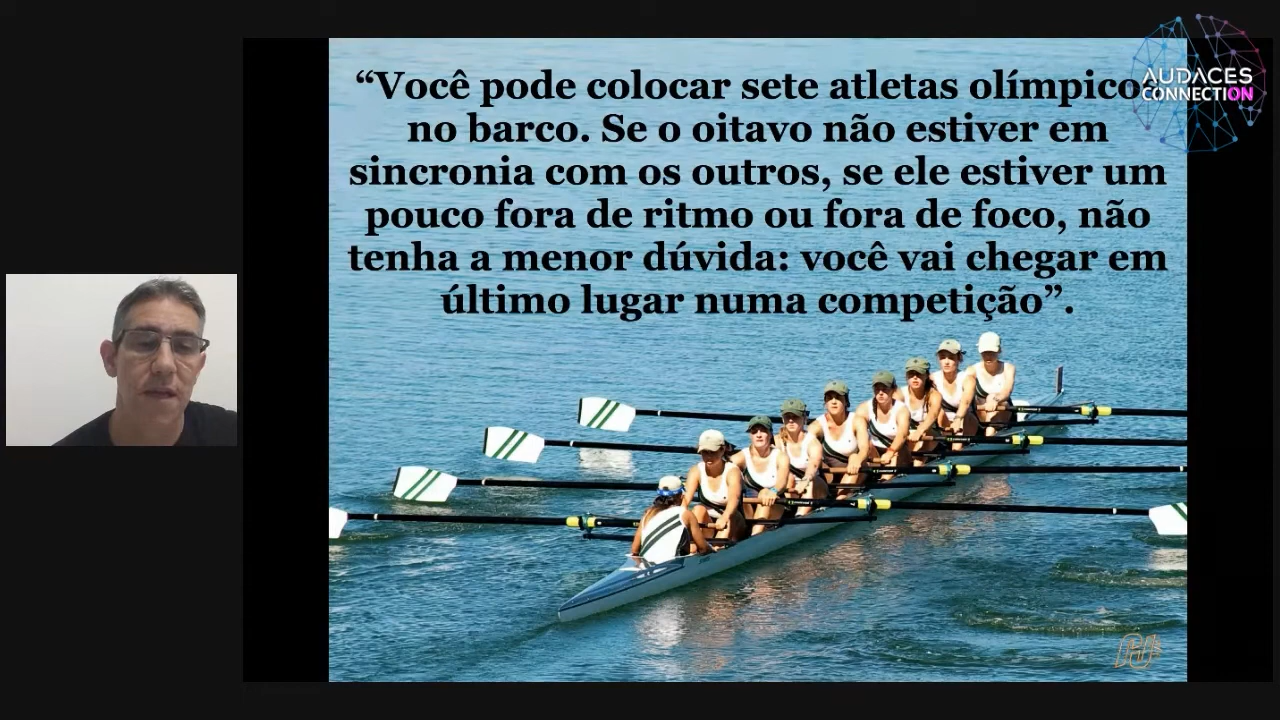 “Você pode colocar sete atletas olímpicos
no barco. Se o oitavo não estiver em
sincronia com os outros, se ele estiver um
pouco fora de ritmo ou fora de foco, não
tenha a menor dúvida: você vai chegar em
último lugar numa competição”.
AUDACES
CONNECTION